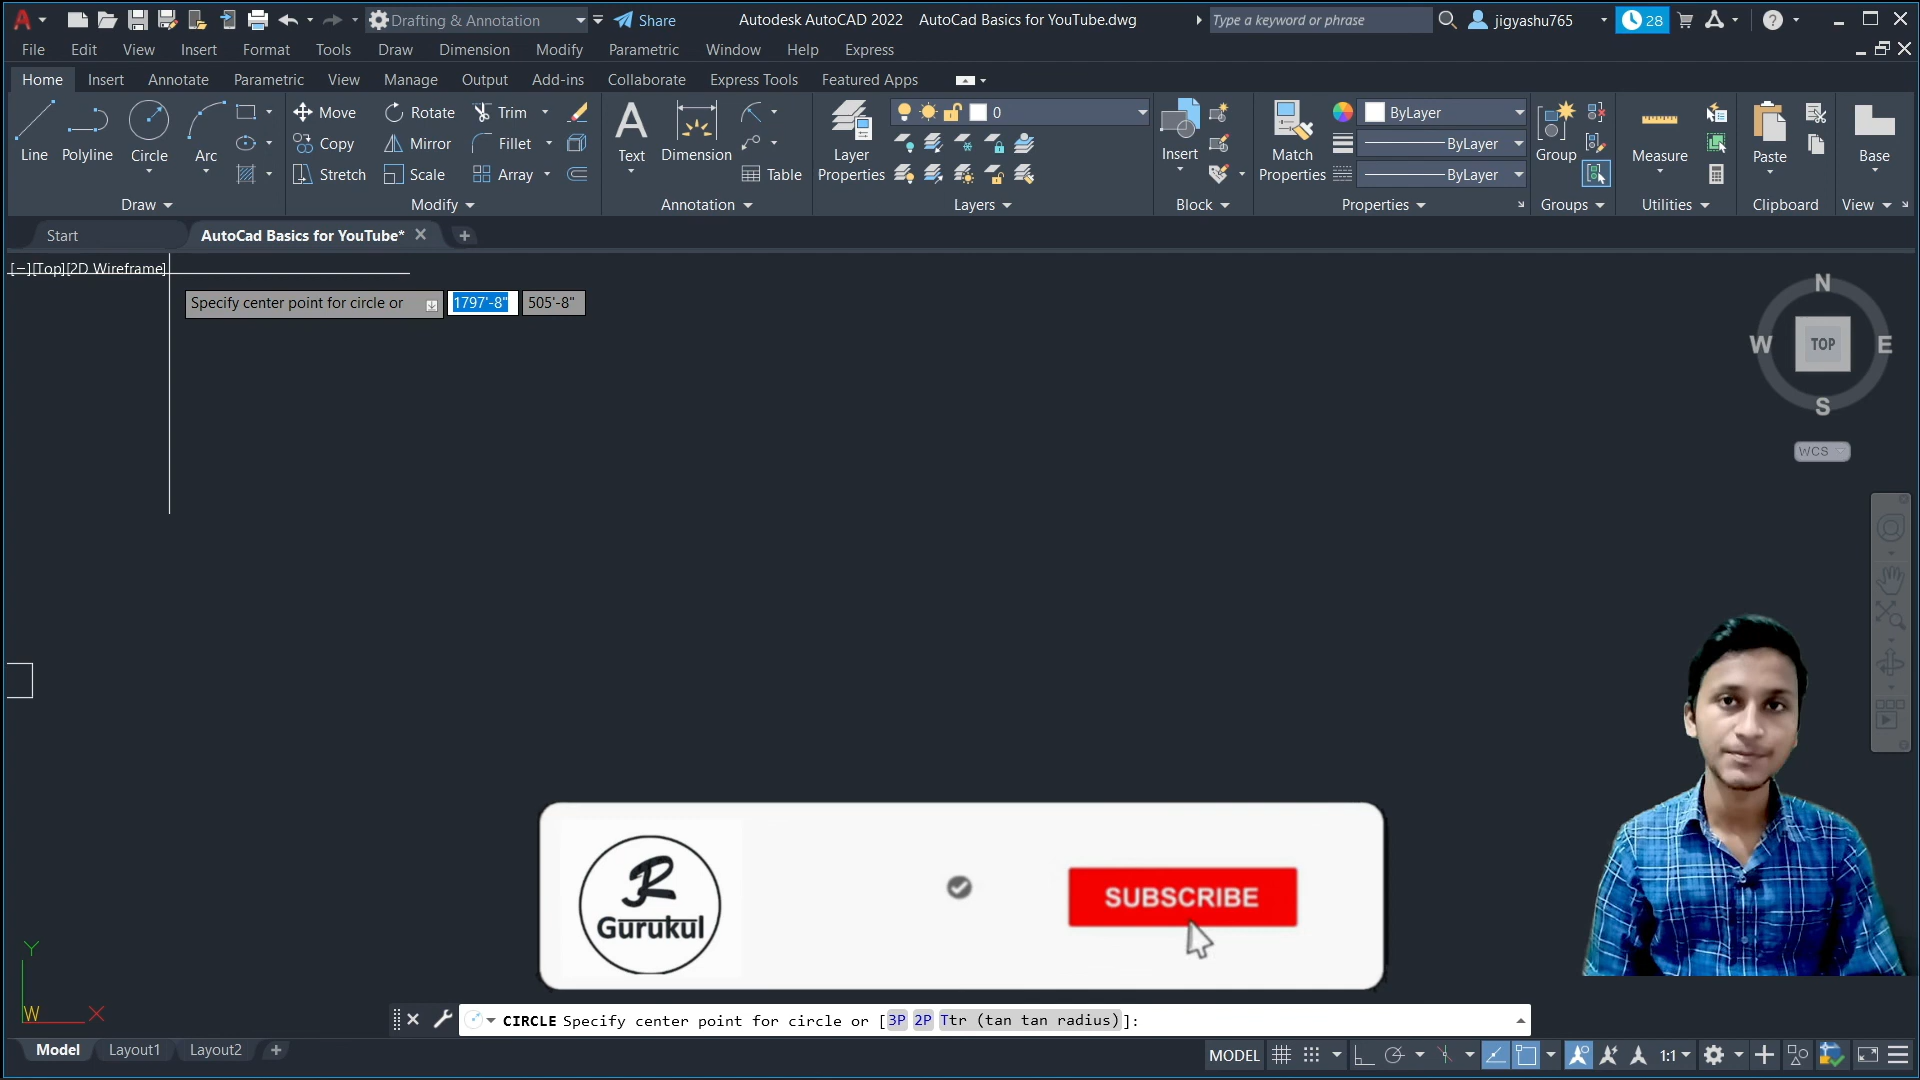 Drafting & Annotation
Share
Autodesk AutoCAD 2022 AutoCad Basics for YouTube.dwg
Type a keyword or phrase
jigyashu765
28
File Edit View Insert Format Tools Draw Dimension Modify Parametric Window Help Express
Home Insert Annotate Parametric View Manage Output Add-ins Collaborate Express Tools Featured Apps
Move Rotate Trim 0 ByLayer
Copy Mirror Fillet ByLayer
Line Polyline Circle Arc Text Dimension Layer Properties Insert Match Properties Group Measure Paste Base
Stretch Scale Array Table ByLayer
Draw Modify Annotation Layers Block Properties Groups Utilities Clipboard View
Start AutoCad Basics for YouTube*
[−][Top][2D Wireframe]
Specify center point for circle or 1797'-8" 505'-8"
N
W TOP E
S
WCS
R
Gurukul
SUBSCRIBE
Y
W X
CIRCLE Specify center point for circle or [3P 2P Ttr (tan tan radius)]:
Model Layout1 Layout2
MODEL 1:1